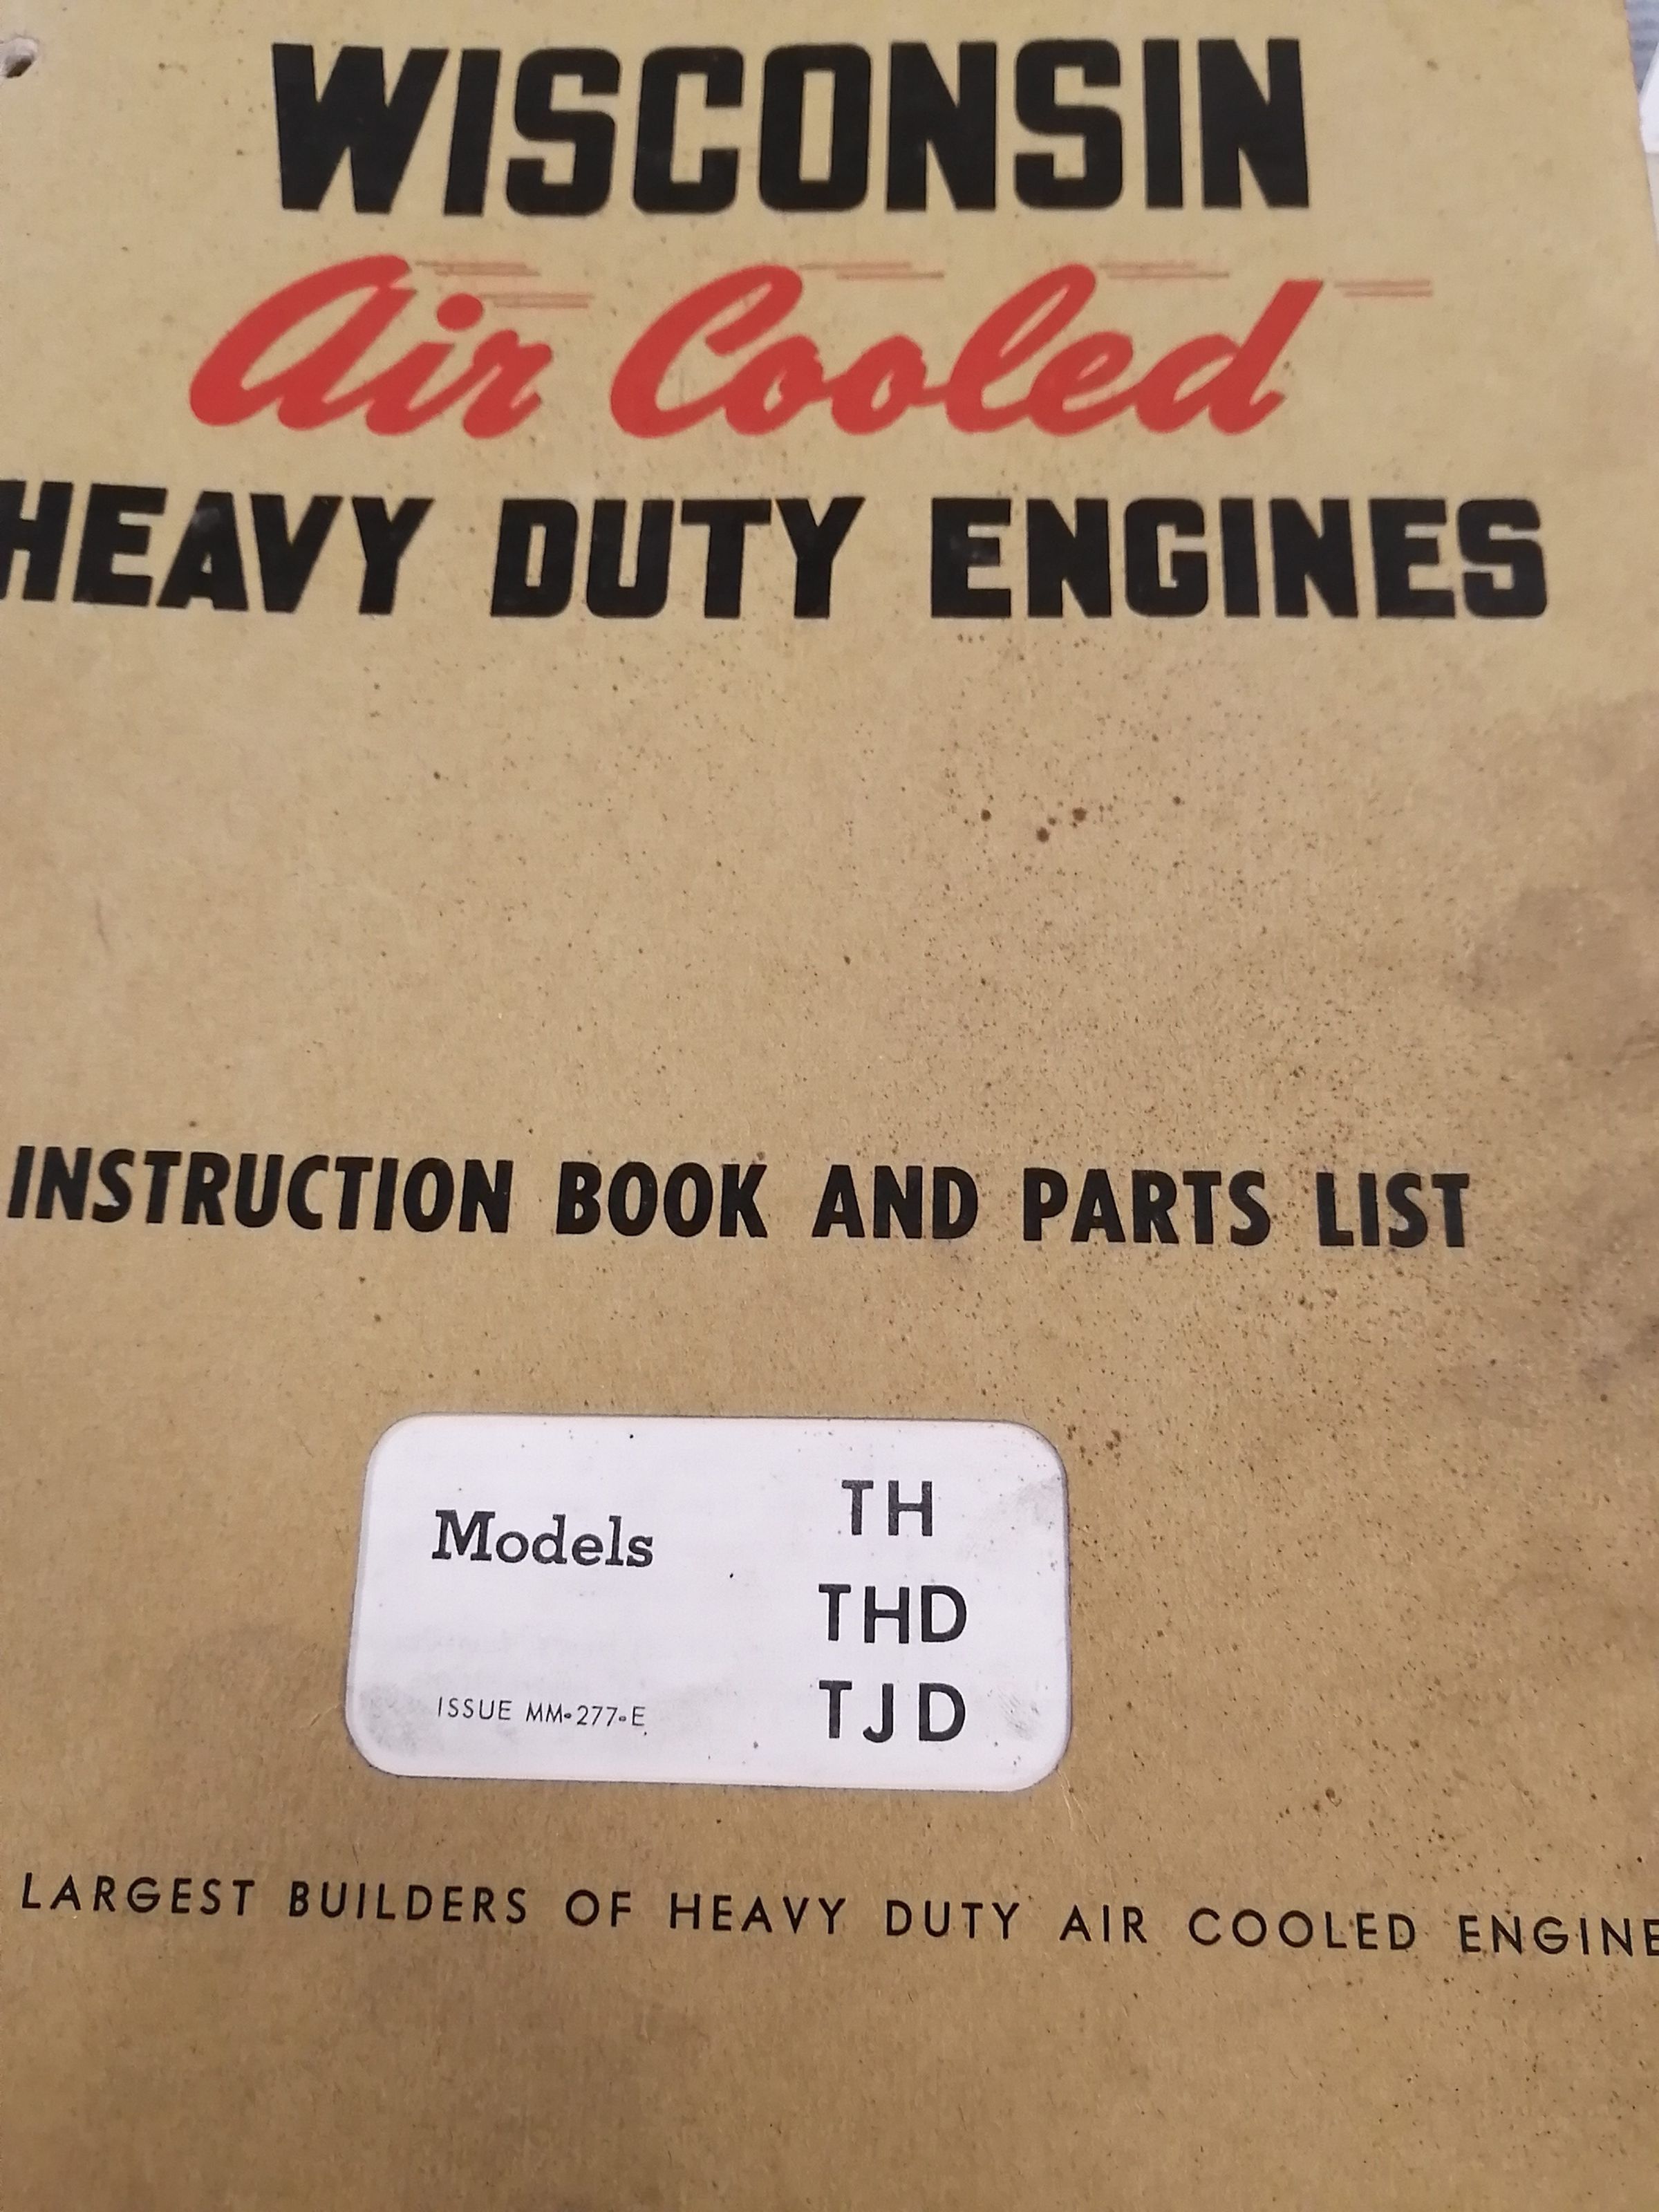 WISCONSIN
Air Cooled
HEAVY DUTY ENGINES
INSTRUCTION BOOK AND PARTS LIST
Models
TH
THD
TJD
ISSUE MM-277-E
LARGEST BUILDERS OF HEAVY DUTY AIR COOLED ENGINE